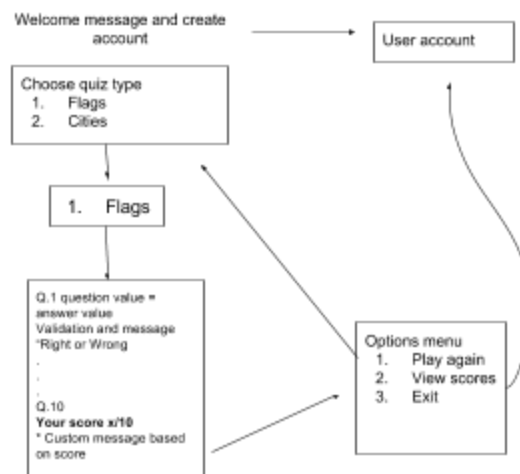 Welcome message and create
account
User account
Choose quiz type
1. Flags
2. Cities
1. Flags
Q.1 question value =
answer value
Validation and message
"Right or Wrong
.
.
.
Q.10
Your score x/10
* Custom message based
on score
Options menu
1. Play again
2. View scores
3. Exit